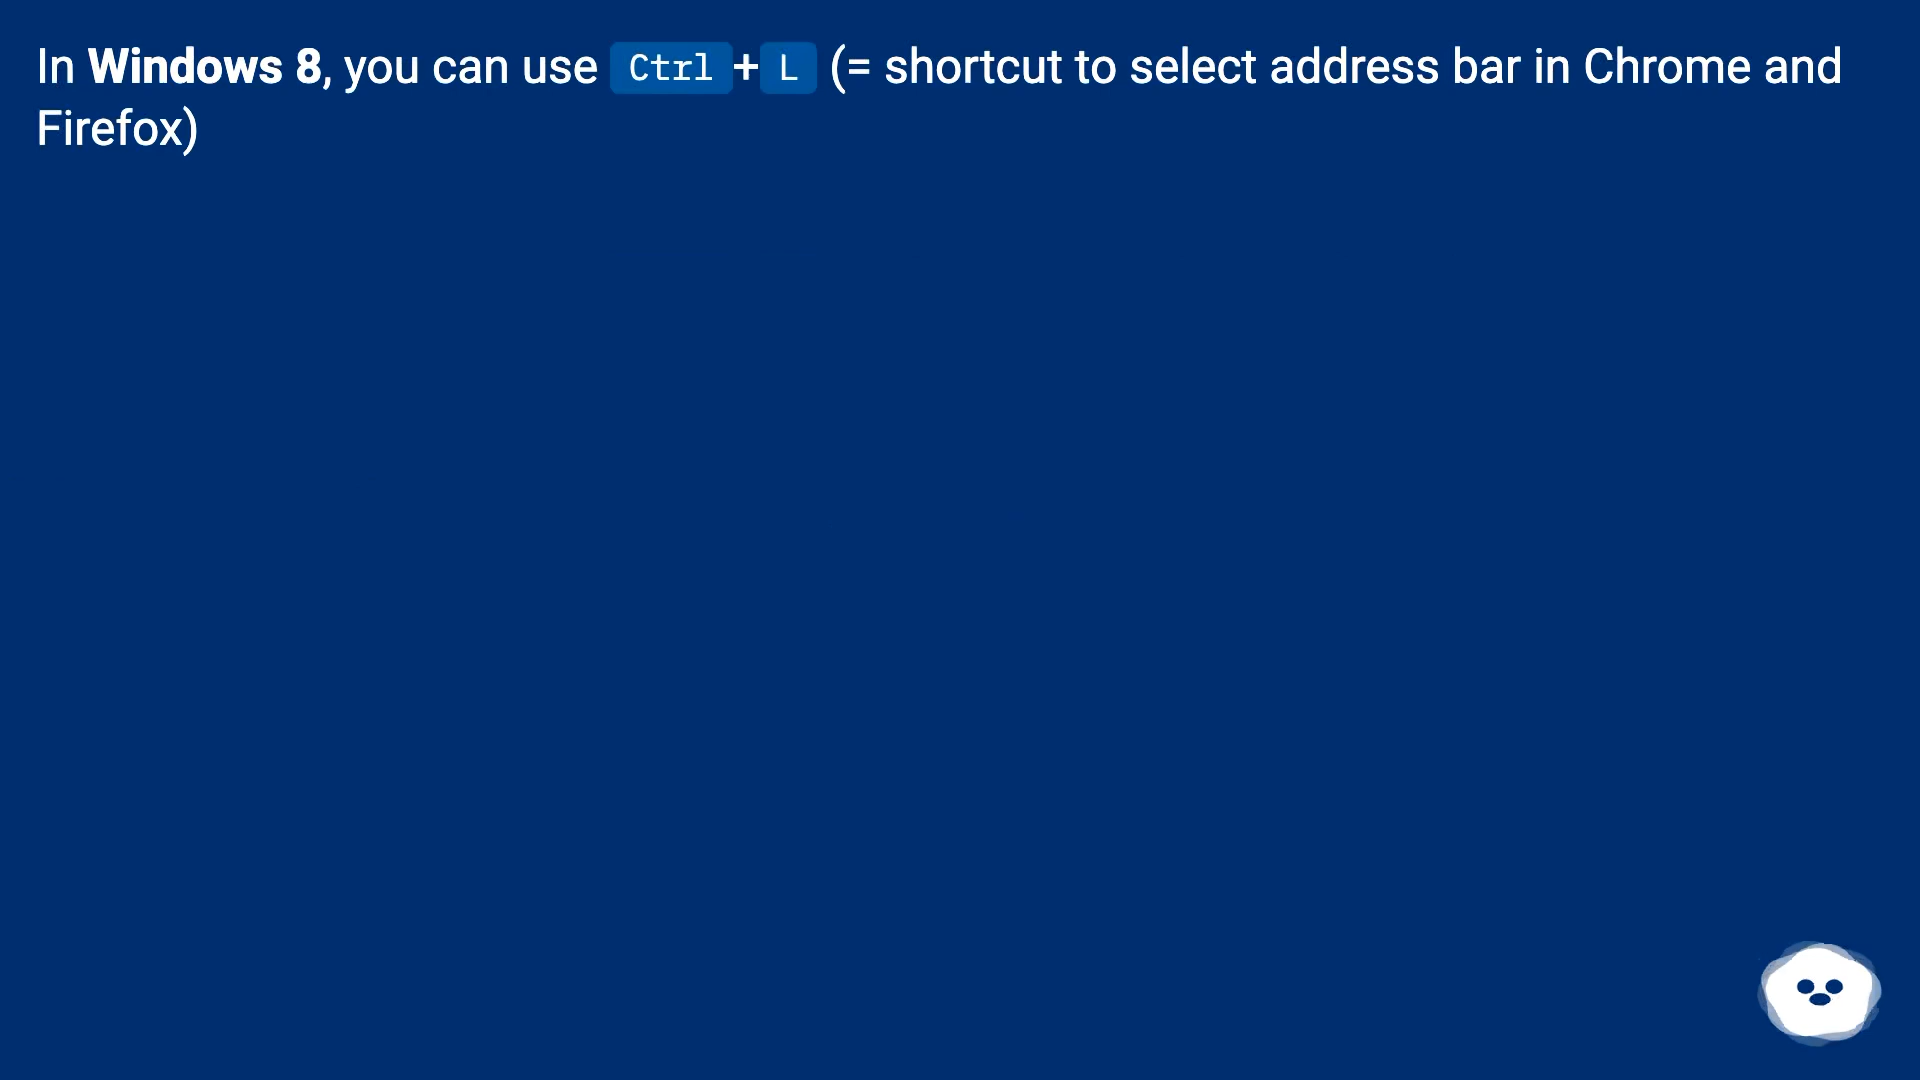 In Windows 8, you can use Ctrl+L (= shortcut to select address bar in Chrome and
Firefox)